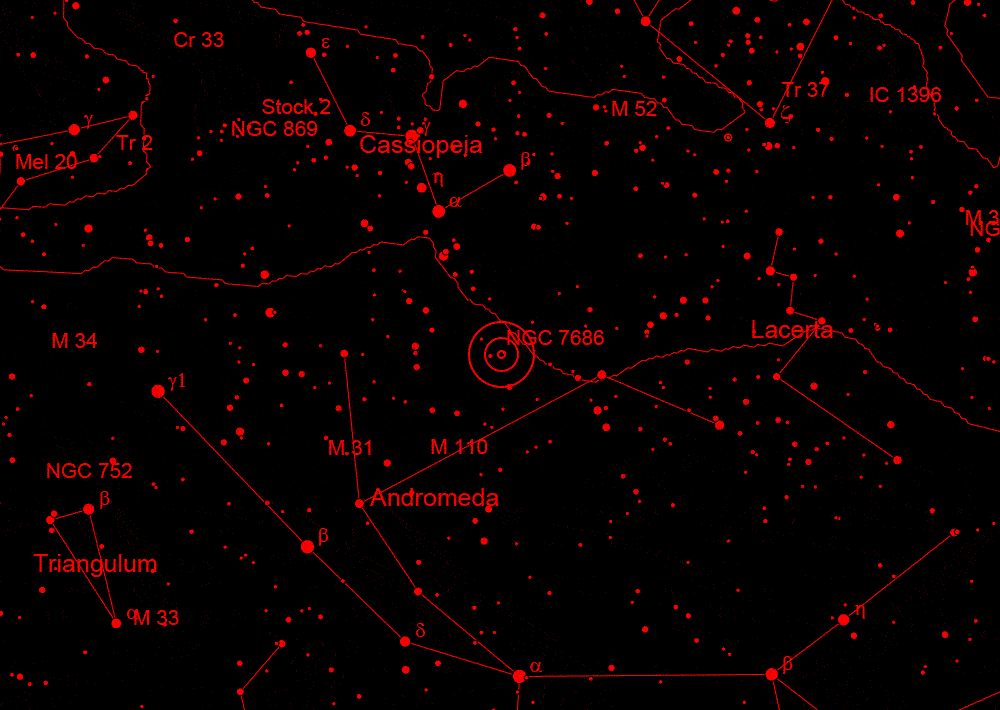 Cr 33
ε
Stock 2
NGC 869
δ
γ
Cassiopeja
β
η
α
M 52
Tr 37
ζ
IC 1396
γ
Tr 2
Mel 20
M 3
NG
Lacerta
NGC 7686
M 34
γ1
M 31
M 110
Andromeda
NGC 752
β
Triangulum
α
M 33
β
δ
α
β
η